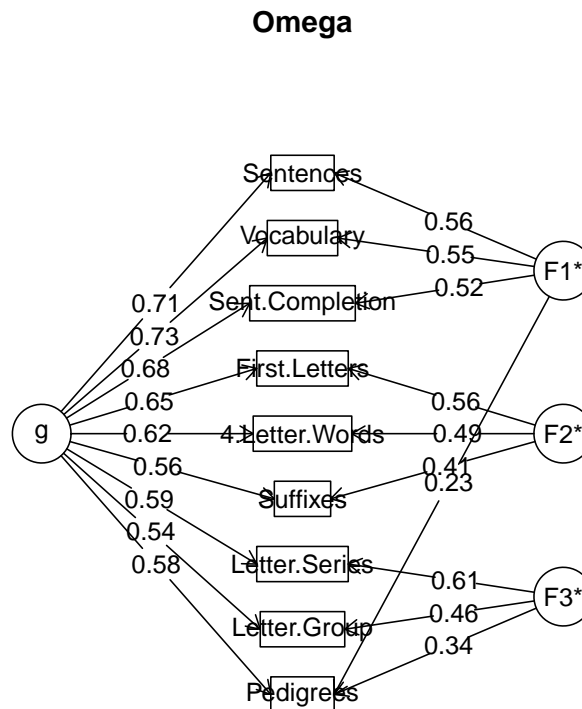 Omega
Sentences
0.56
Vocabulary
0.55
F1*
0.71
Sent.Completion
0.52
0.73
0.68
First.Letters
0.65
0.56
g
0.62
4.Letter.Words
0.49
F2*
0.56
0.41
0.59
Suffixes
0.23
0.54
Letter.Series
0.61
0.58
F3*
Letter.Group
0.46
0.34
Pedigress